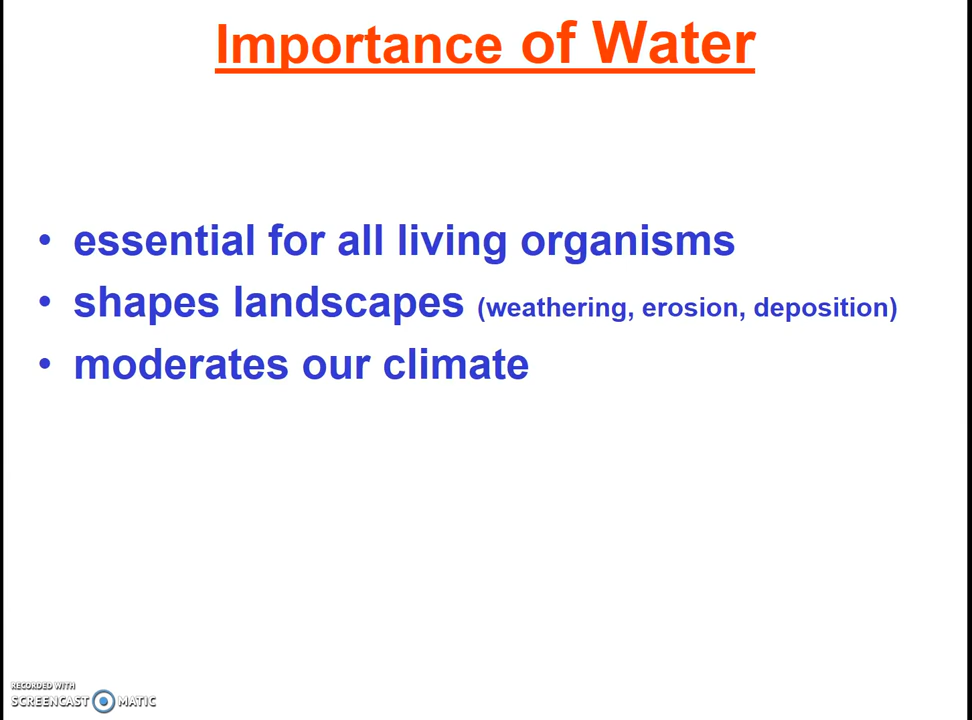 Importance of Water
• essential for all living organisms
• shapes landscapes (weathering, erosion, deposition)
• moderates our climate
RECORDED WITH
SCREENCAST MATIC